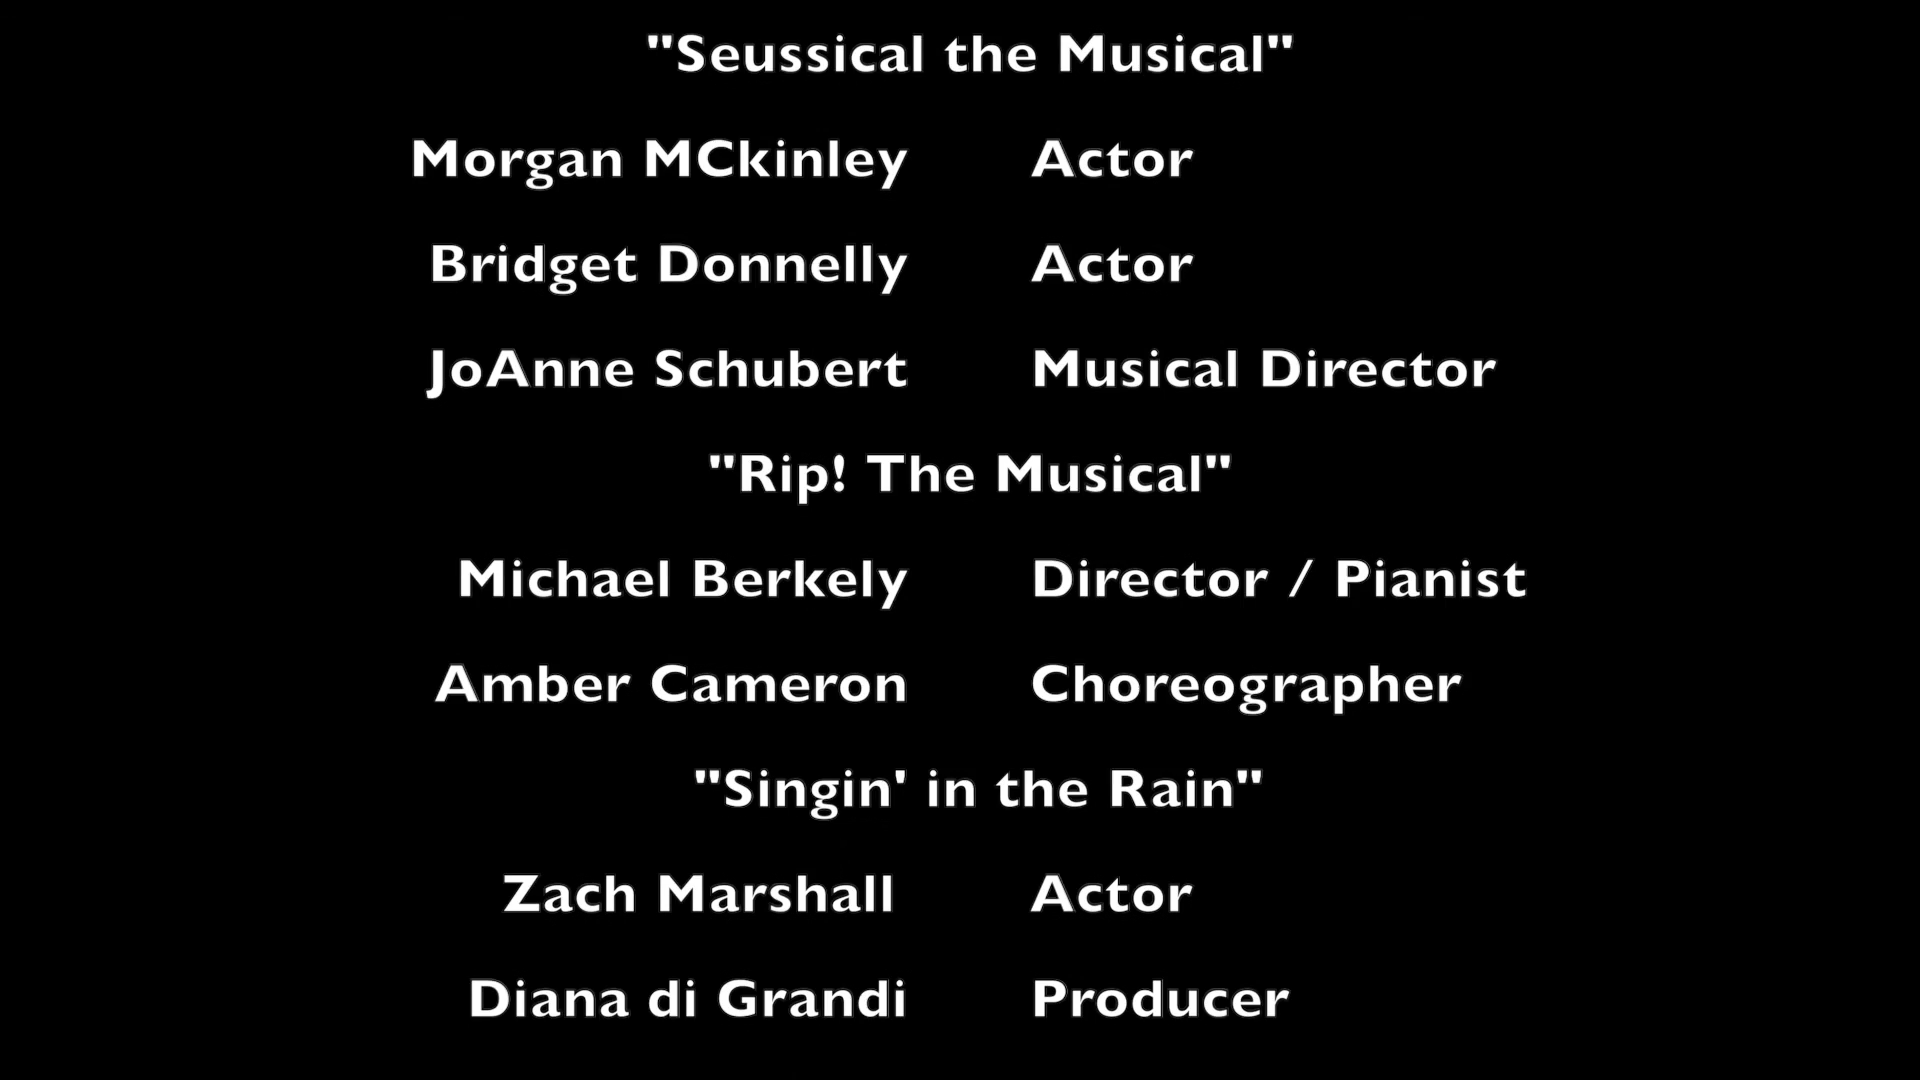 "Seussical the Musical"
Morgan MCkinley Actor
Bridget Donnelly Actor
JoAnne Schubert Musical Director
"Rip! The Musical"
Michael Berkely Director / Pianist
Amber Cameron Choreographer
"Singin' in the Rain"
Zach Marshall Actor
Diana di Grandi Producer